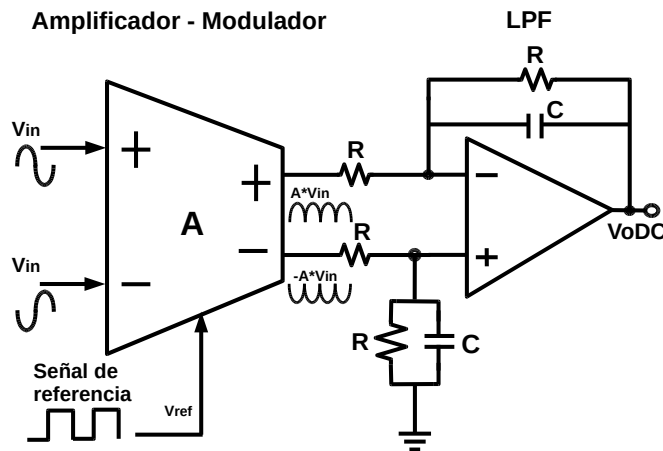 Amplificador - Modulador
LPF
R
C
Vin
+
R
−
+
A*Vin
A
VoDC
R
−
+
Vin
-A*Vin
−
R
C
Señal de
referencia
Vref